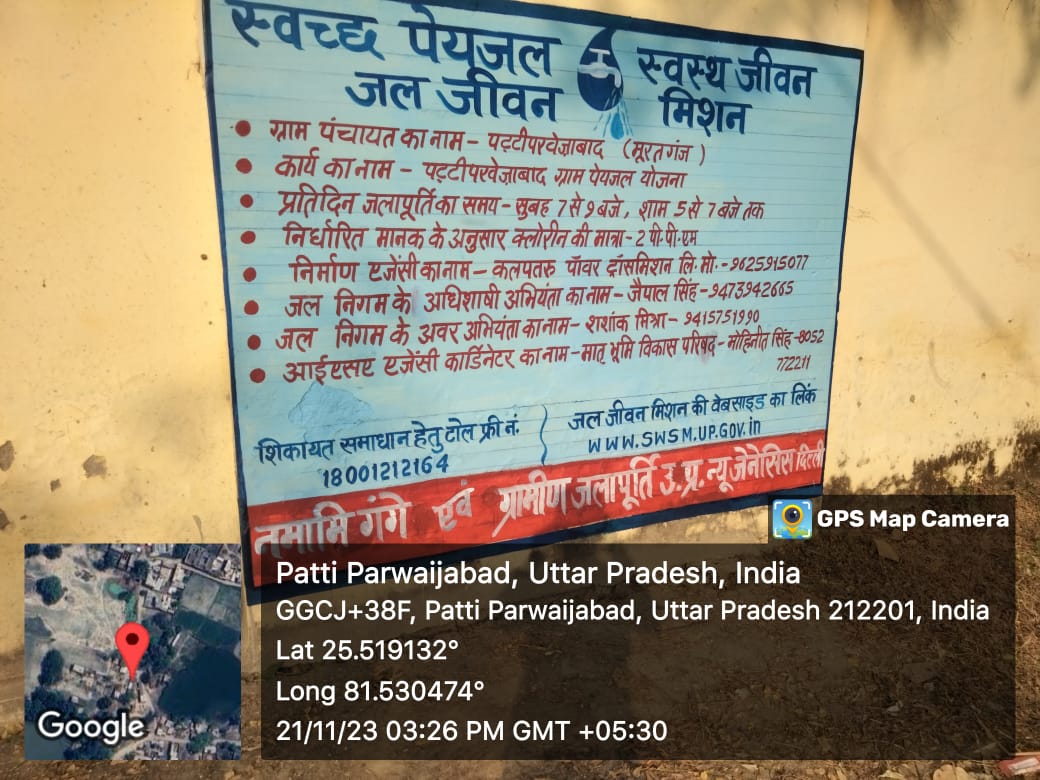 स्वच्छ पेयजल स्वस्थ जीवन
जल जीवन मिशन
ग्राम पंचायत का नाम - पट्टीपरवेज़ाबाद (मूरतगंज)
कार्य का नाम - पट्टीपरवेज़ाबाद ग्राम पेयजल योजना
प्रतिदिन जलापूर्ति का समय - सुबह 7 से 9 बजे, शाम 5 से 7 बजे तक
निर्धारित मानक के अनुसार क्लोरीन की मात्रा - 2 पी.पी.एम
निर्माण एजेंसी का नाम - कलपतरु पॉवर ट्रांसमिशन लि. मो. - 9625915077
जल निगम के अधिशाषी अभियंता का नाम - जैपाल सिंह - 9473942665
जल निगम के अवर अभियंता का नाम - शशांक मिश्रा - 9415751990
आईएसए एजेंसी कार्डिनेटर का नाम - मातृ भूमि विकास परिषद - मोहिनीत सिंह - 8052
772211
शिकायत समाधान हेतु टोल फ्री नं.
18001212164
जल जीवन मिशन की वेबसाइड का लिंक
WWW.SWSM.UP.GOV.in
नमामि गंगे एवं ग्रामीण जलापूर्ति उ.प्र. न्यू जेनेसिस दिल्ली
GPS Map Camera
Patti Parwaijabad, Uttar Pradesh, India
GGCJ+38F, Patti Parwaijabad, Uttar Pradesh 212201, India
Lat 25.519132°
Long 81.530474°
21/11/23 03:26 PM GMT +05:30
Google